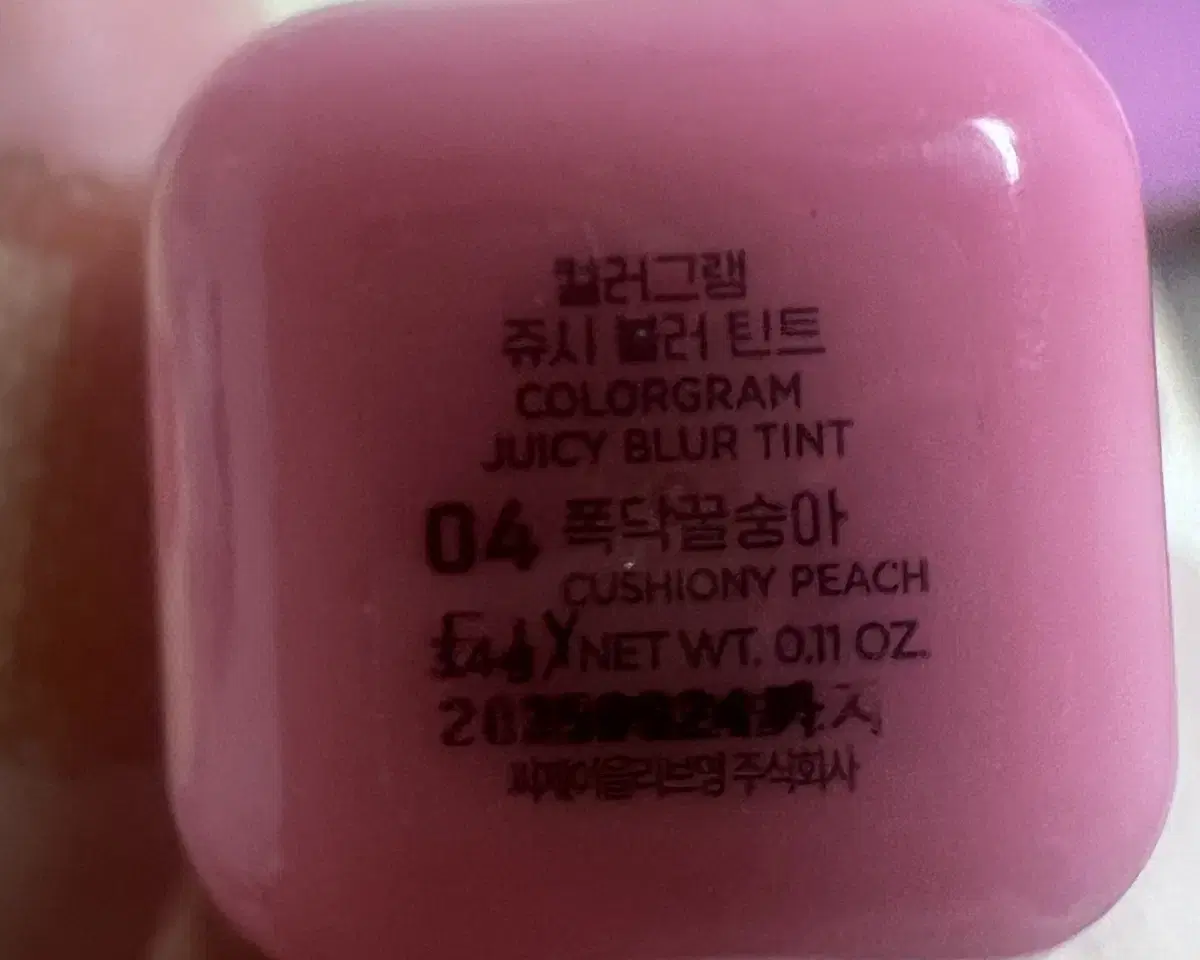 컬러그램
쥬시 블러 틴트
COLORGRAM
JUICY BLUR TINT
04 폭닥꿀숭아
CUSHIONY PEACH
NET WT. 0.11 OZ.
씨제이올리브영 주식회사